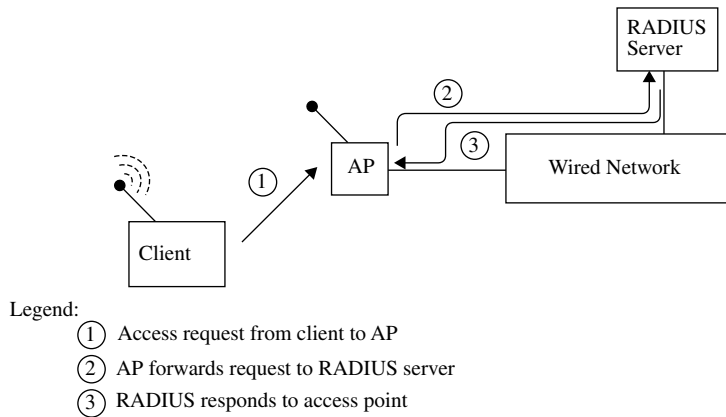 RADIUS
Server
2
3
AP
Wired Network
1
Client
Legend:
1 Access request from client to AP
2 AP forwards request to RADIUS server
3 RADIUS responds to access point